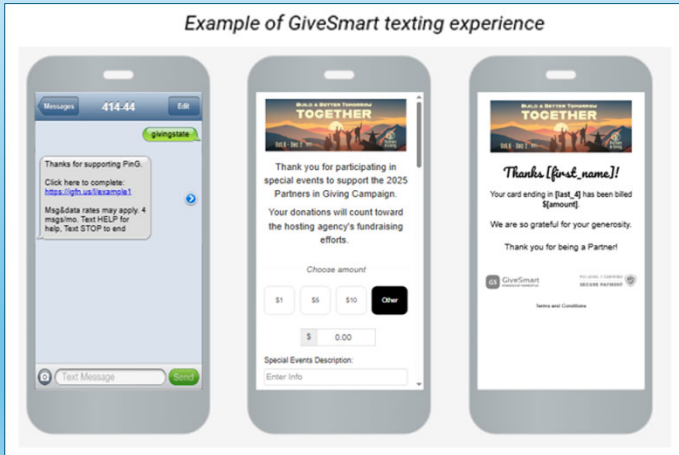 Example of GiveSmart texting experience
Messages
414-44
Edit
givingstate
Thanks for supporting PinG.
Click here to complete:
https://igfn.us/l/example1
Msg&data rates may apply. 4
msgs/mo. Text HELP for
help, Text STOP to end
Text Message
Send
BUILD A BETTER TOMORROW
TOGETHER
Thank you for participating in
special events to support the 2025
Partners in Giving Campaign.
Your donations will count toward
the hosting agency's fundraising
efforts.
Choose amount
$1
$5
$10
Other
$
0.00
Special Events Description:
Enter Info
BUILD A BETTER TOMORROW
TOGETHER
Thanks [first_name]!
Your card ending in [last_4] has been billed
$[amount].
We are so grateful for your generosity.
Thank you for being a Partner!
GS
GiveSmart
SECURE PAYMENT
Terms and Conditions